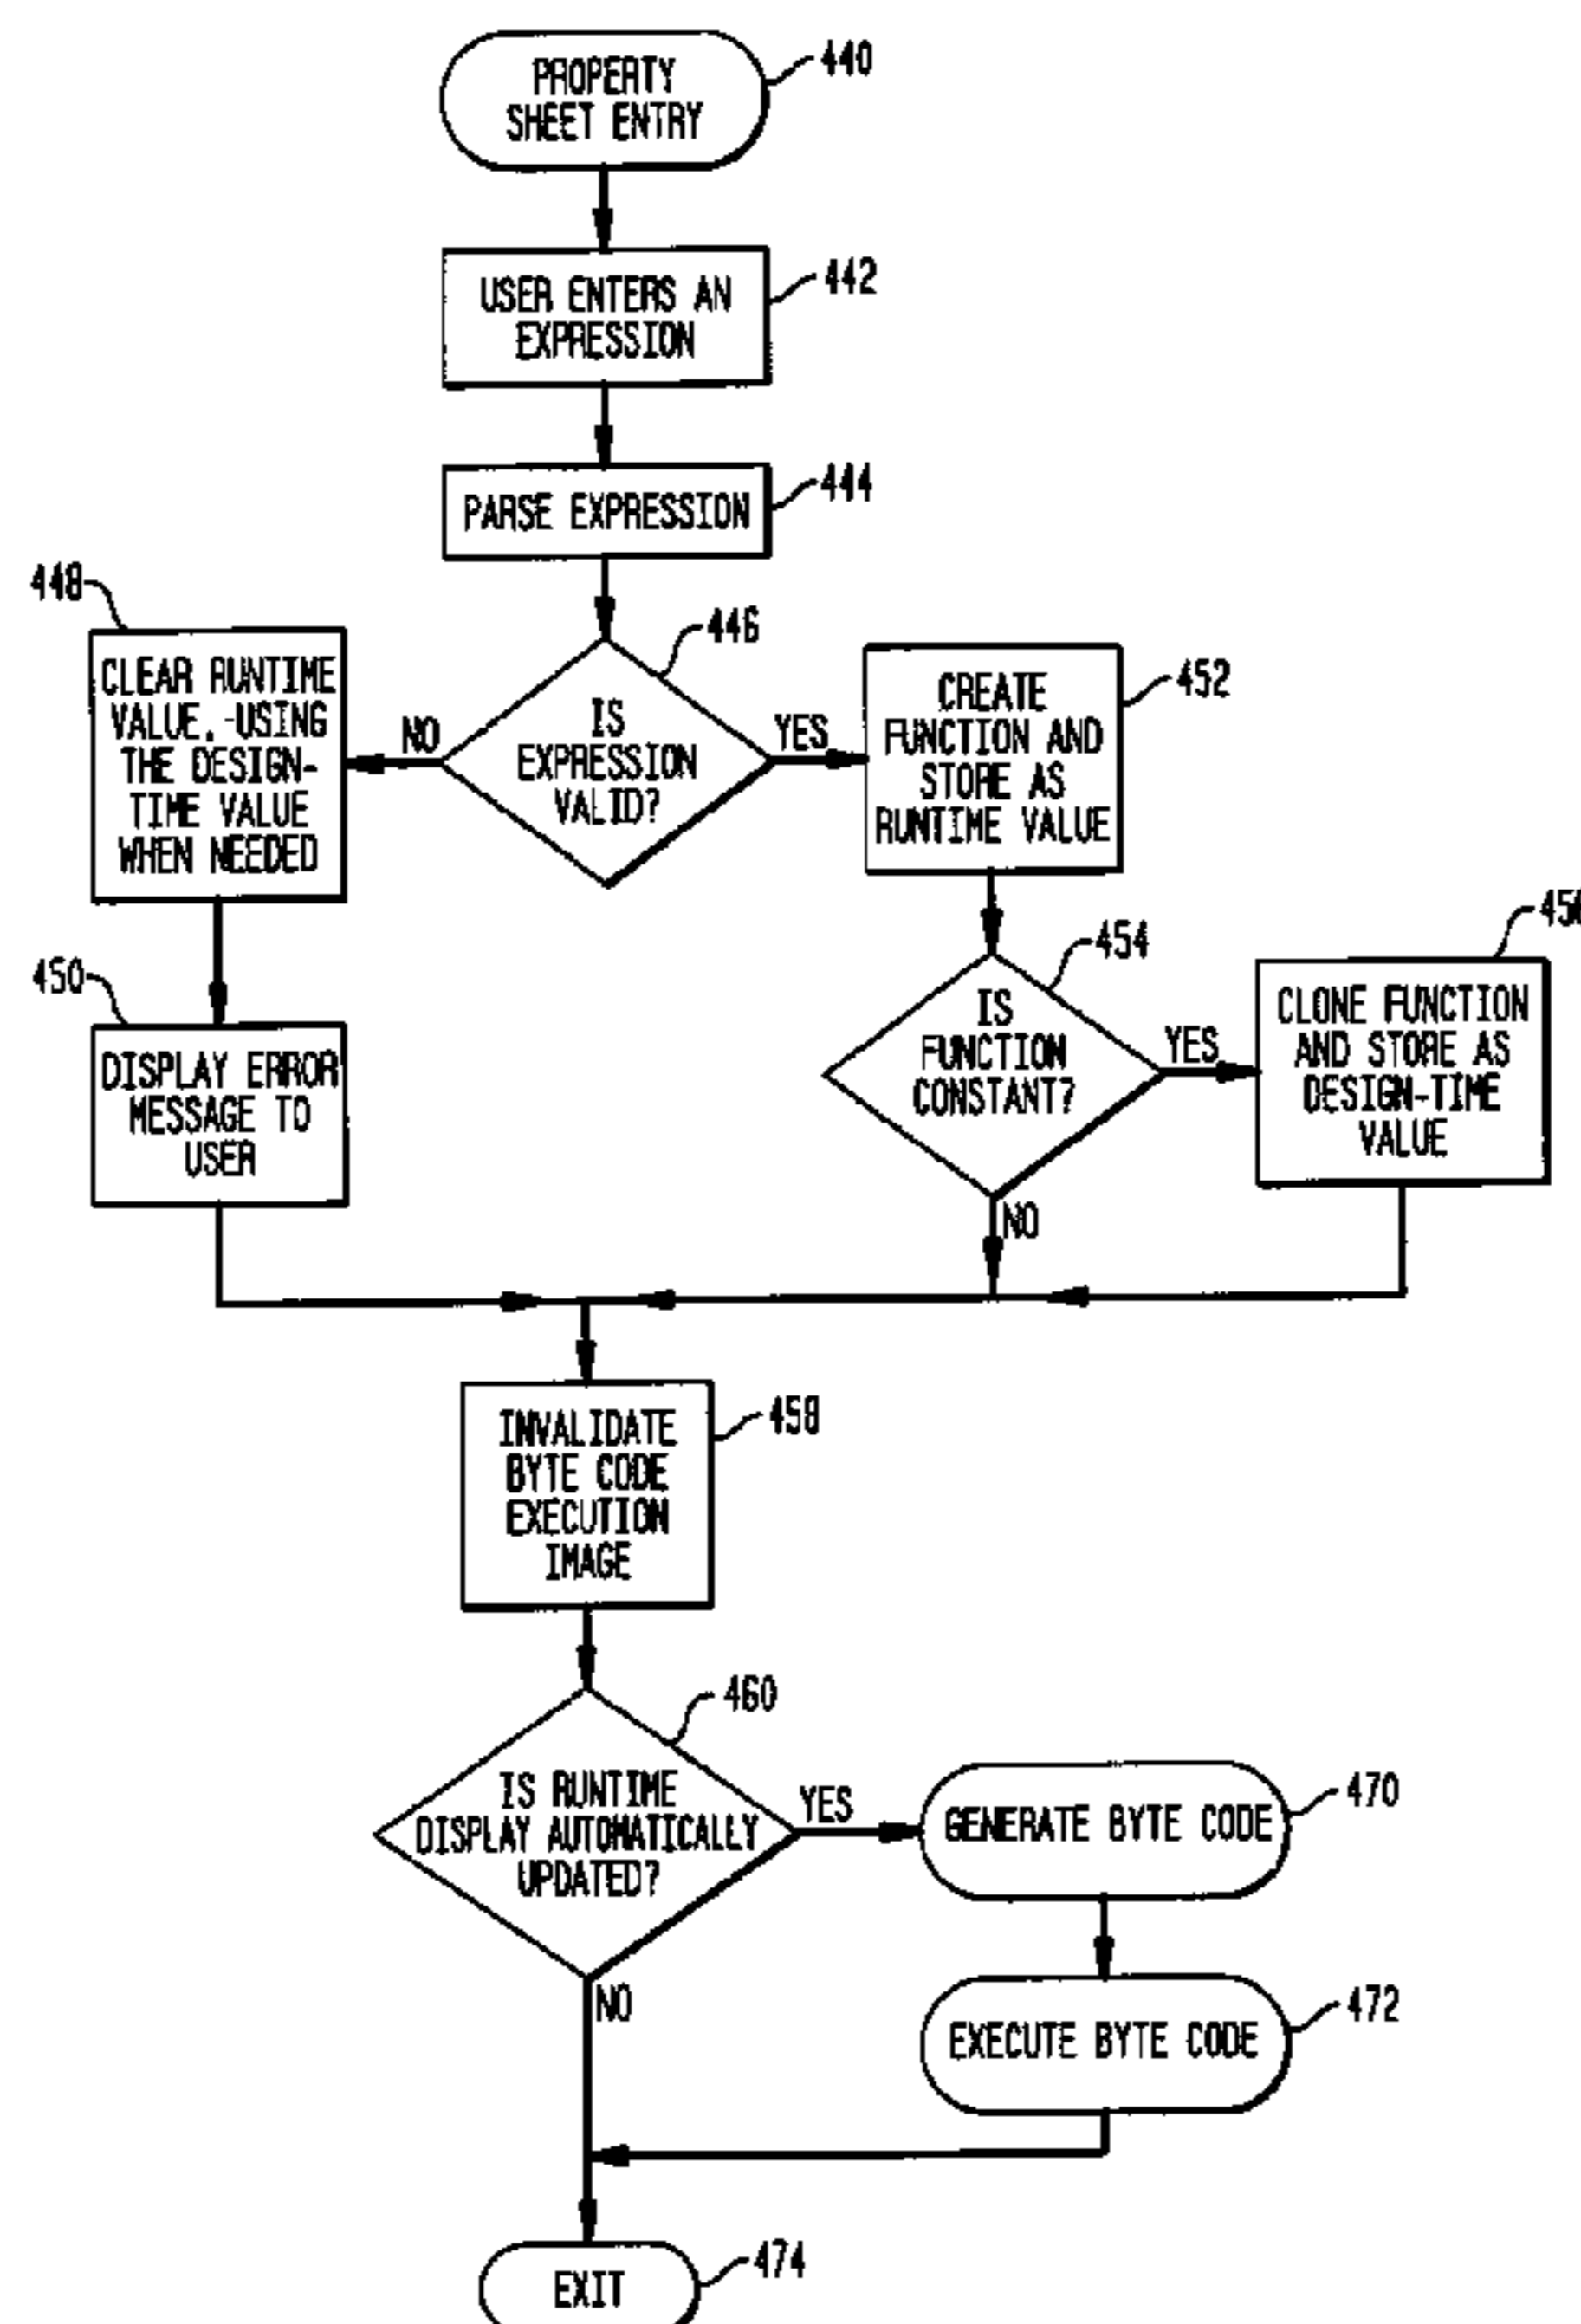 PROPERTY
SHEET ENTRY
440
USER ENTERS AN
EXPRESSION
442
PARSE EXPRESSION
444
448
CLEAR RUNTIME
VALUE, USING
THE DESIGN-
TIME VALUE
WHEN NEEDED
446
IS
EXPRESSION
VALID?
NO
YES
CREATE
FUNCTION AND
STORE AS
RUNTIME VALUE
452
450
DISPLAY ERROR
MESSAGE TO
USER
454
IS
FUNCTION
CONSTANT?
YES
NO
CLONE FUNCTION
AND STORE AS
DESIGN-TIME
VALUE
INVALIDATE
BYTE CODE
EXECUTION
IMAGE
458
460
IS RUNTIME
DISPLAY AUTOMATICALLY
UPDATED?
YES
NO
GENERATE BYTE CODE
470
EXECUTE BYTE CODE
472
EXIT
474